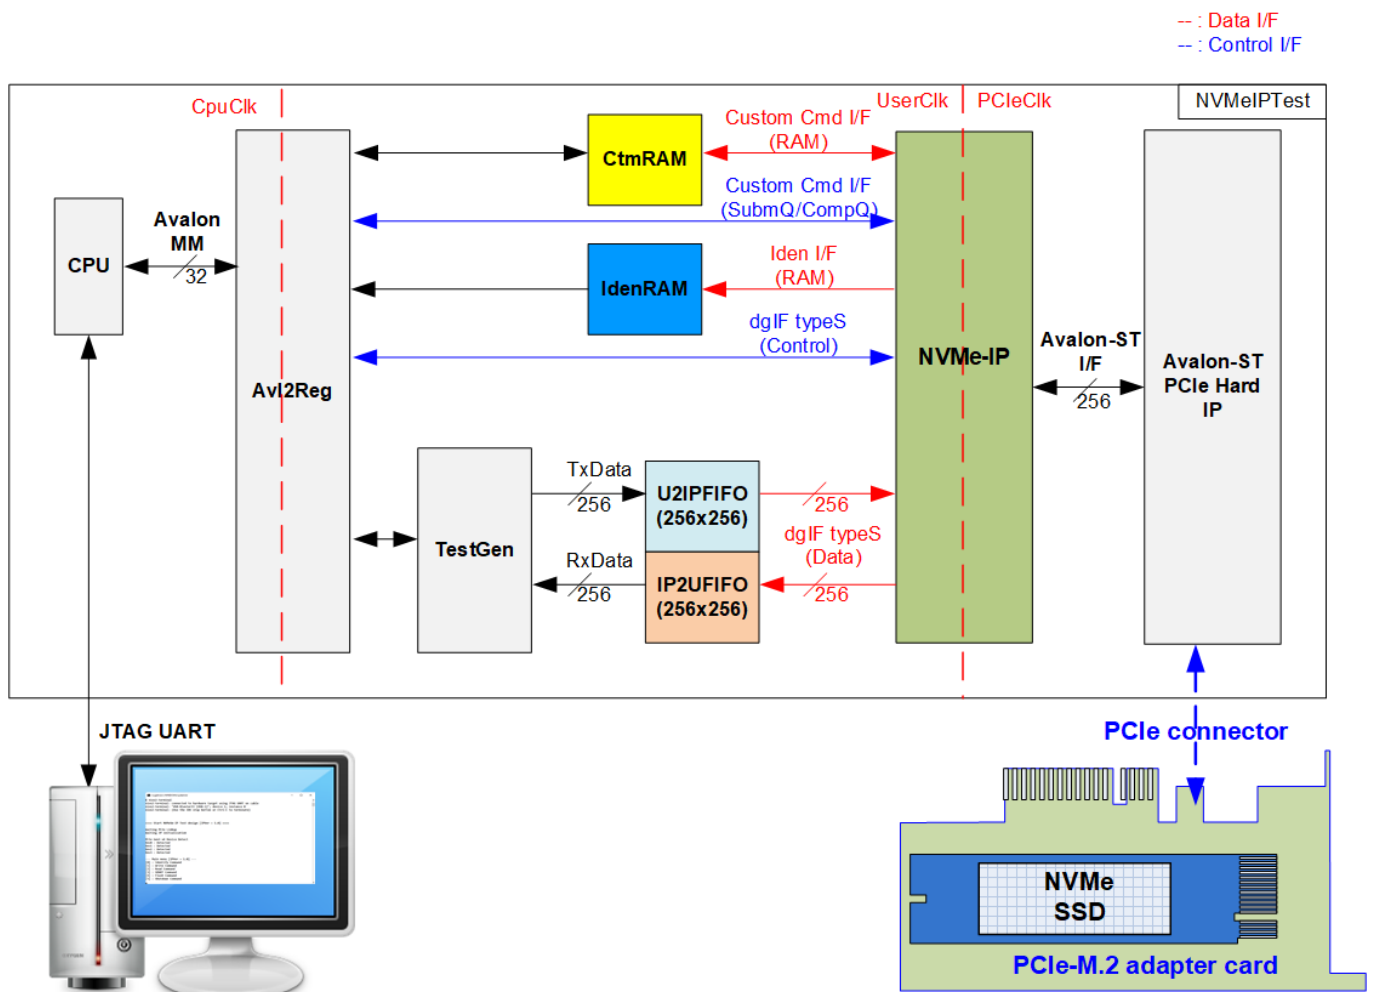 -- : Data I/F
-- : Control I/F
NVMeIPTest
CpuClk
UserClk
PCIeClk
Custom Cmd I/F
(RAM)
CtmRAM
Custom Cmd I/F
(SubmQ/CompQ)
Avalon
MM
32
CPU
Iden I/F
(RAM)
IdenRAM
dgIF typeS
(Control)
NVMe-IP
Avalon-ST
I/F
256
Avalon-ST
PCIe Hard
IP
Avl2Reg
TxData
256
U2IPFIFO
(256x256)
256
TestGen
dgIF typeS
(Data)
RxData
256
IP2UFIFO
(256x256)
256
JTAG UART
PCIe connector
NVMe
SSD
PCIe-M.2 adapter card